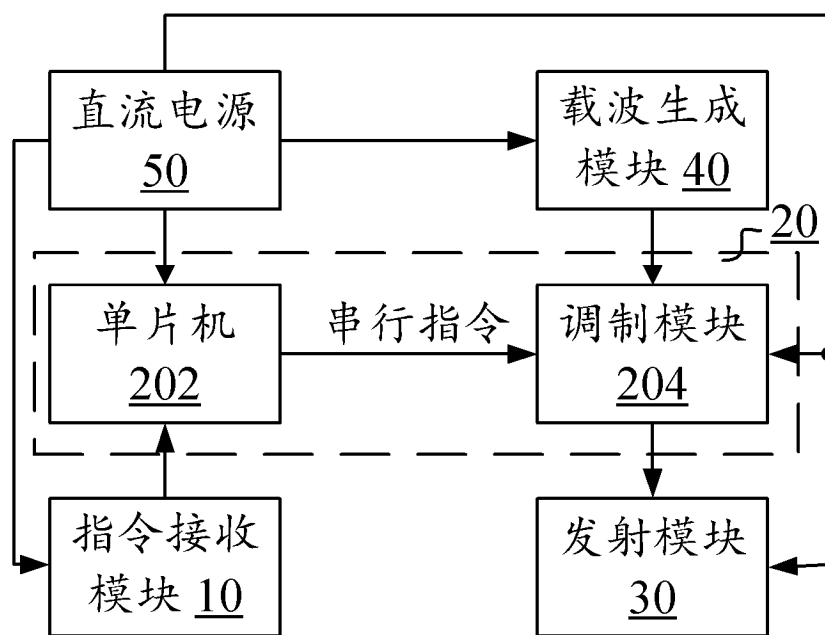 直流电源
50
载波生成
模块 40
20
单片机
202
串行指令
调制模块
204
指令接收
模块 10
发射模块
30